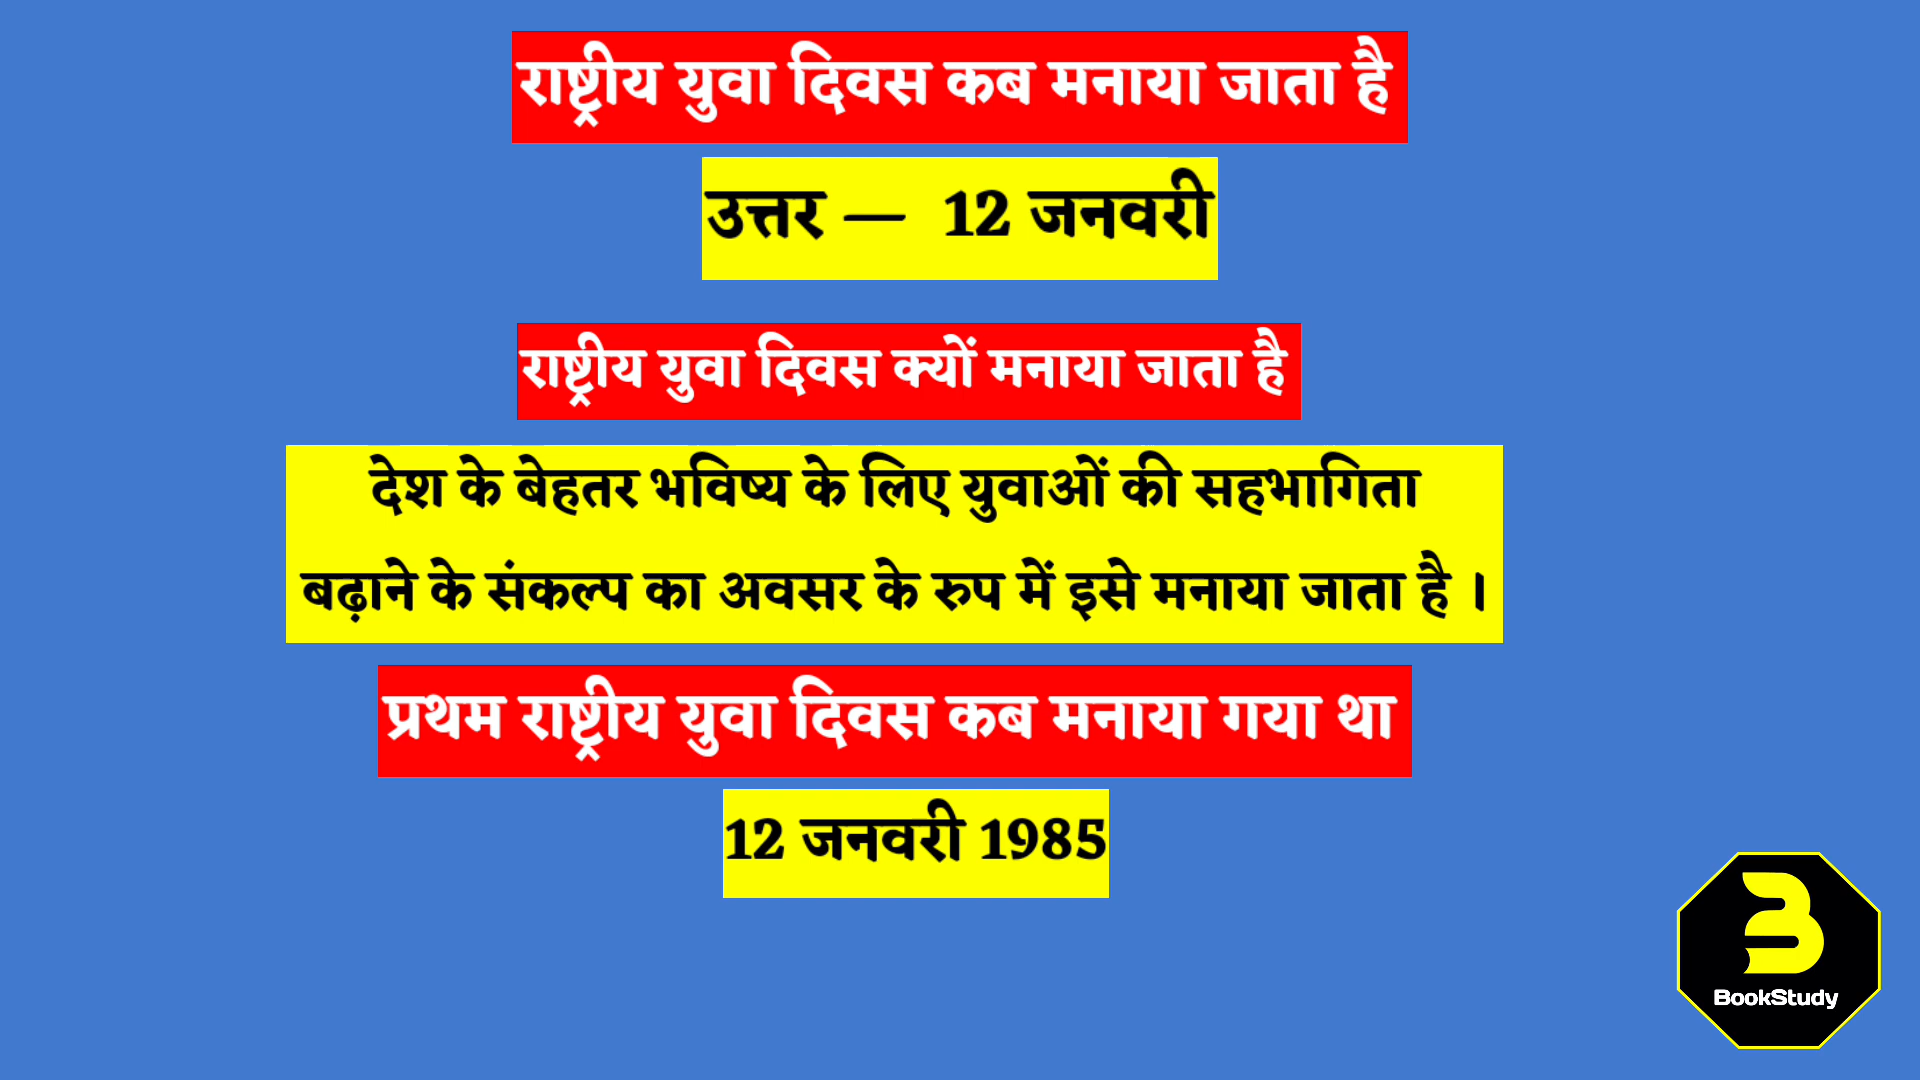 राष्ट्रीय युवा दिवस कब मनाया जाता है
उत्तर — 12 जनवरी
राष्ट्रीय युवा दिवस क्यों मनाया जाता है
देश के बेहतर भविष्य के लिए युवाओं की सहभागिता
बढ़ाने के संकल्प का अवसर के रुप में इसे मनाया जाता है ।
प्रथम राष्ट्रीय युवा दिवस कब मनाया गया था
12 जनवरी 1985
BookStudy